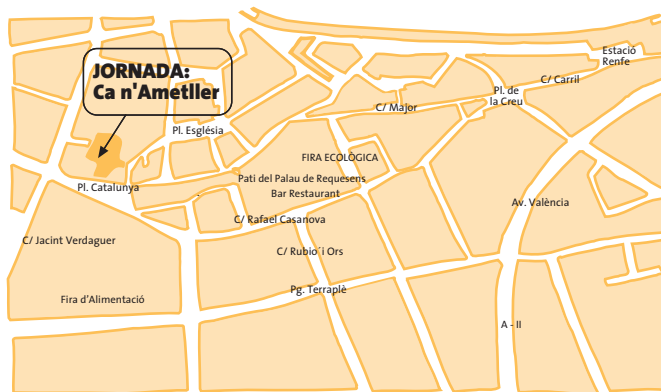 JORNADA:
Ca n'Ametller
Estació
Renfe
C/ Carril
Pl. de
la Creu
C/ Major
Pl. Església
FIRA ECOLÒGICA
Pati del Palau de Requesens
Bar Restaurant
Pl. Catalunya
Av. València
C/ Rafael Casanova
C/ Jacint Verdaguer
C/ Rubio´i Ors
Pg. Terraplè
Fira d'Alimentació
A - II